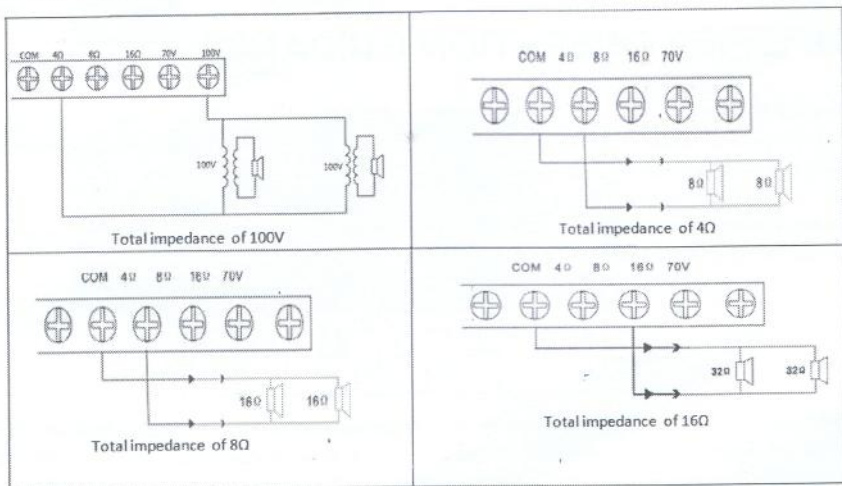 COM 4Ω 8Ω 16Ω 70V 100V
100V 100V
Total impedance of 100V
COM 4Ω 8Ω 16Ω 70V
8Ω 8Ω
Total impedance of 4Ω
COM 4Ω 8Ω 16Ω 70V
16Ω 16Ω
Total impedance of 8Ω
COM 4Ω 8Ω 16Ω 70V
32Ω 32Ω
Total impedance of 16Ω